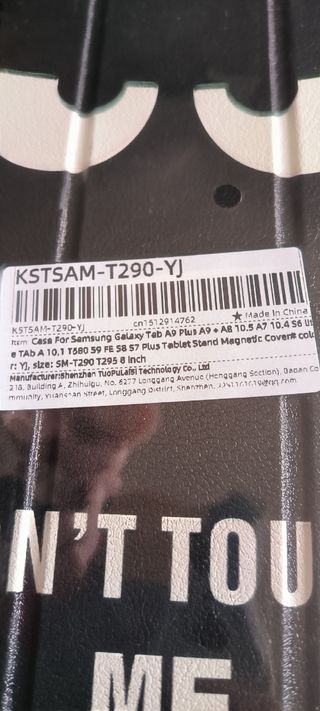 KSTSAM-T290-YJ
KSTSAM-T290-YJ
cn1512914762
★ Made in China
Item: Case For Samsung Galaxy Tab A9 Plus A9 + A8 10.5 A7 10.4 S6 Lit
e TAb A 10,1 T580 S9 FE S8 S7 Plus Tablet Stand Magnetic Cover# colo
r: YJ, size: SM-T290 T295 8 inch
Manufacturer:Shenzhen TuoPuLaiSi Technology Co., Ltd
218, Building A, Zhihuigu, No. 6277 Longgang Avenue (Henggang Section), Baoan Co
mmunity, Yuanshan Street, Longgang District, Shenzhen,
N'T TOU
ME